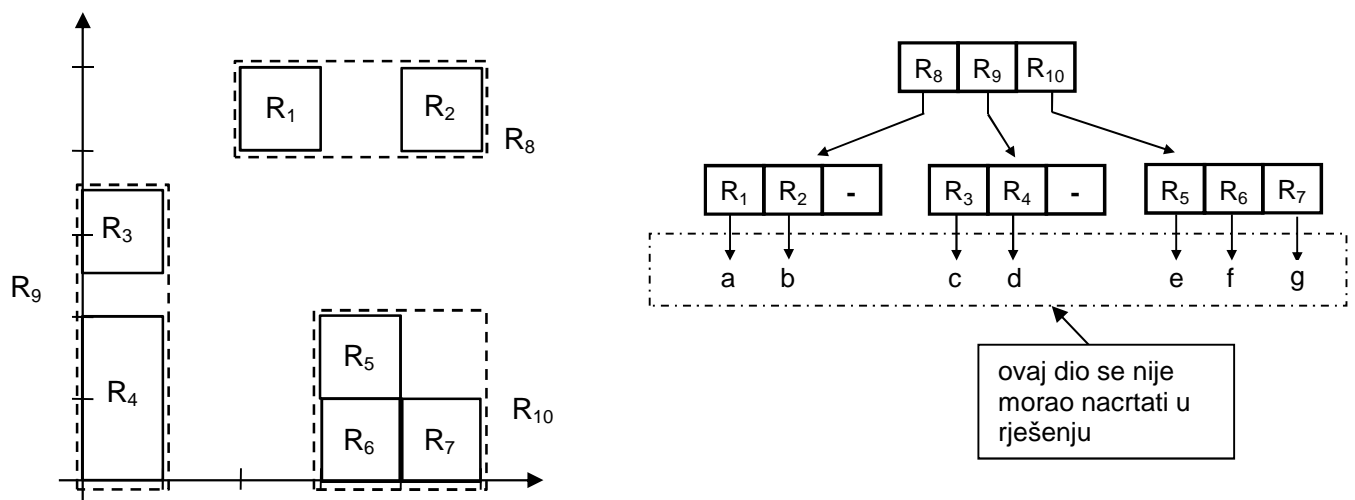 R1
R2
R8
R3
R9
R4
R5
R6
R7
R10
R8 R9 R10
R1 R2 -
R3 R4 -
R5 R6 R7
a b c d e f g
ovaj dio se nije
morao nacrtati u
rješenju